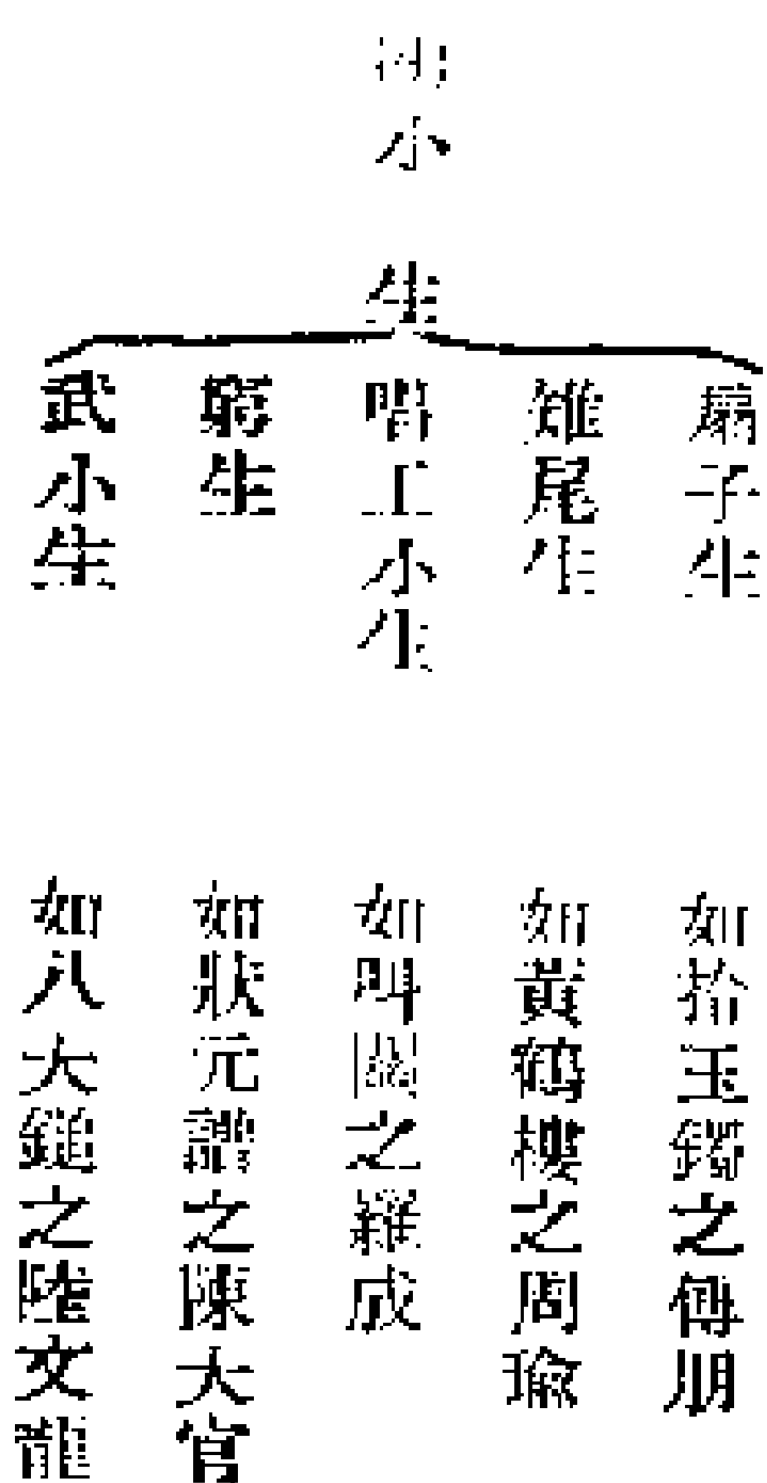 小生
扇子生
如拾玉鐲之傅朋
雉尾生
如黃鶴樓之周瑜
唱工小生
如叫關之羅成
窮生
如狀元譜之陳大官
武小生
如八大鎚之陸文龍